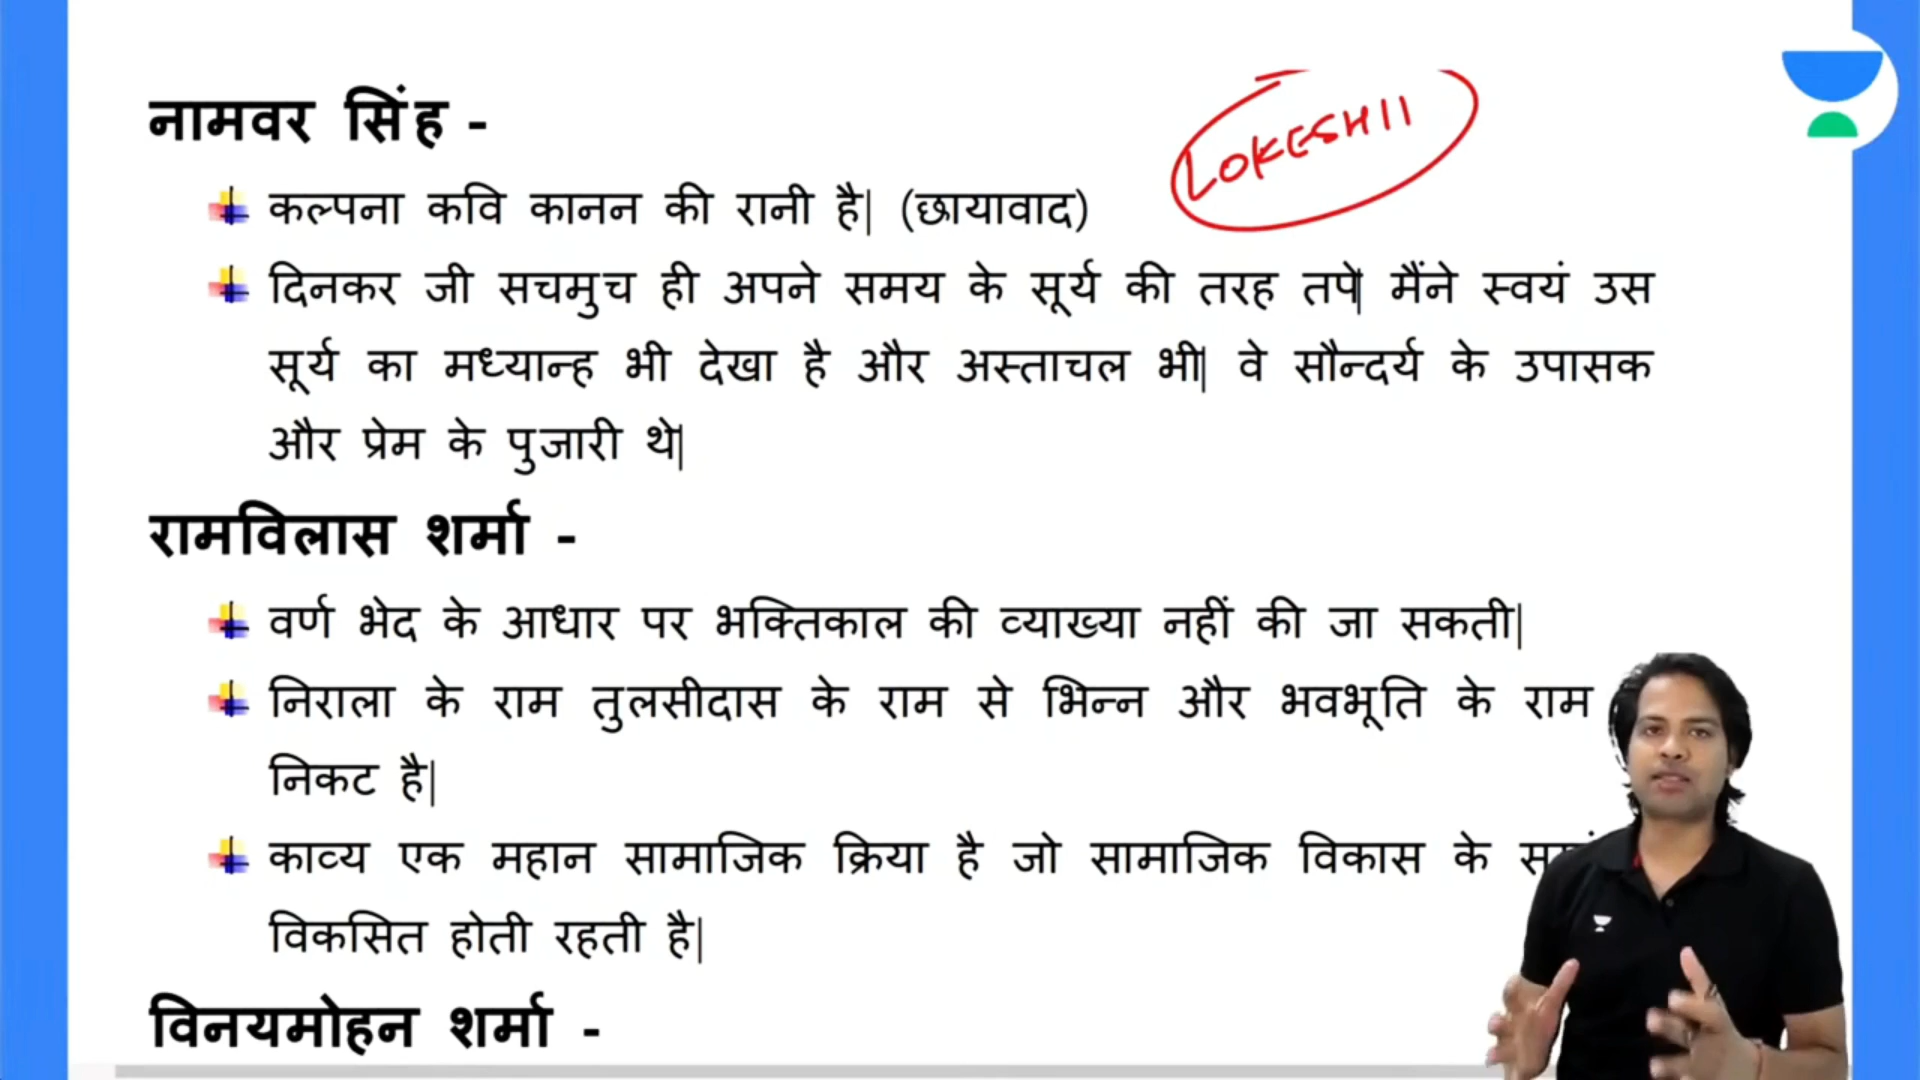 नामवर सिंह -
LOKESH11
कल्पना कवि कानन की रानी है| (छायावाद)
दिनकर जी सचमुच ही अपने समय के सूर्य की तरह तपे| मैंने स्वयं उस
सूर्य का मध्यान्ह भी देखा है और अस्ताचल भी| वे सौन्दर्य के उपासक
और प्रेम के पुजारी थे|
रामविलास शर्मा -
वर्ण भेद के आधार पर भक्तिकाल की व्याख्या नहीं की जा सकती|
निराला के राम तुलसीदास के राम से भिन्न और भवभूति के राम
निकट है|
काव्य एक महान सामाजिक क्रिया है जो सामाजिक विकास के
विकसित होती रहती है|
विनयमोहन शर्मा -